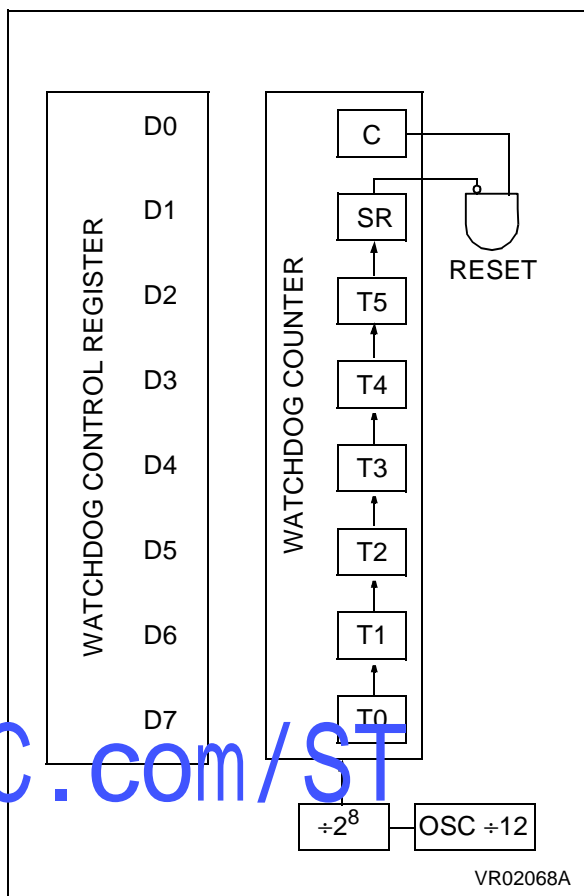 WATCHDOG CONTROL REGISTER
D0
D1
D2
D3
D4
D5
D6
D7
WATCHDOG COUNTER
C
SR
T5
T4
T3
T2
T1
T0
RESET
÷2⁸
OSC ÷12
C.com/ST
VR02068A